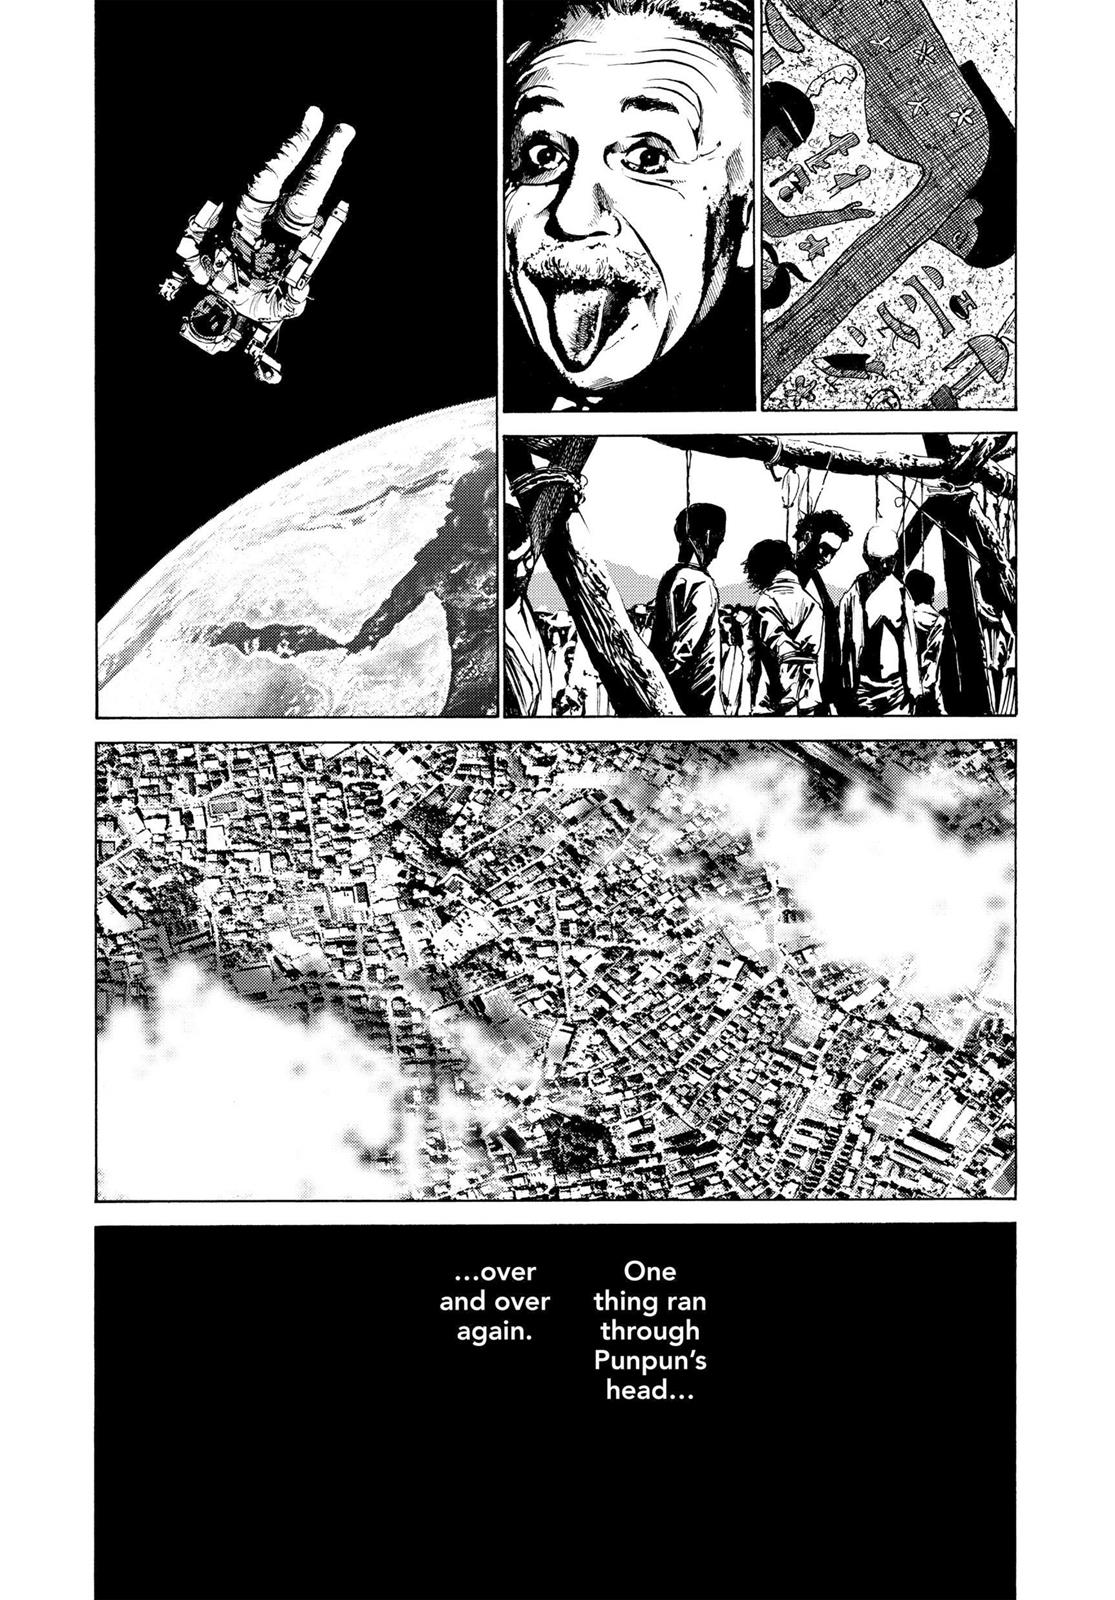 One
thing ran
through
Punpun's
head...
...over
and over
again.